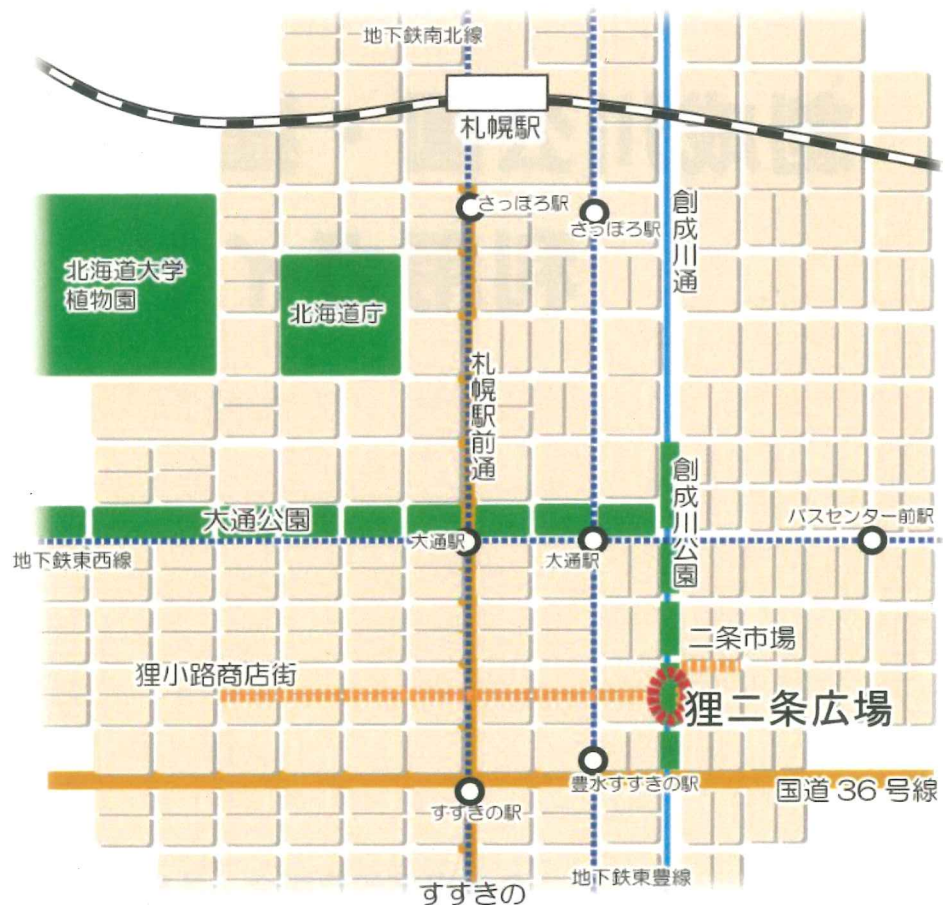 地下鉄南北線
札幌駅
さっぽろ駅
さっぽろ駅
創成川通
北海道大学
植物園
北海道庁
札幌駅前通
創成川公園
大通公園
バスセンター前駅
大通駅
大通駅
地下鉄東西線
二条市場
狸小路商店街
狸二条広場
豊水すすきの駅
国道36号線
すすきの駅
地下鉄東豊線
すすきの